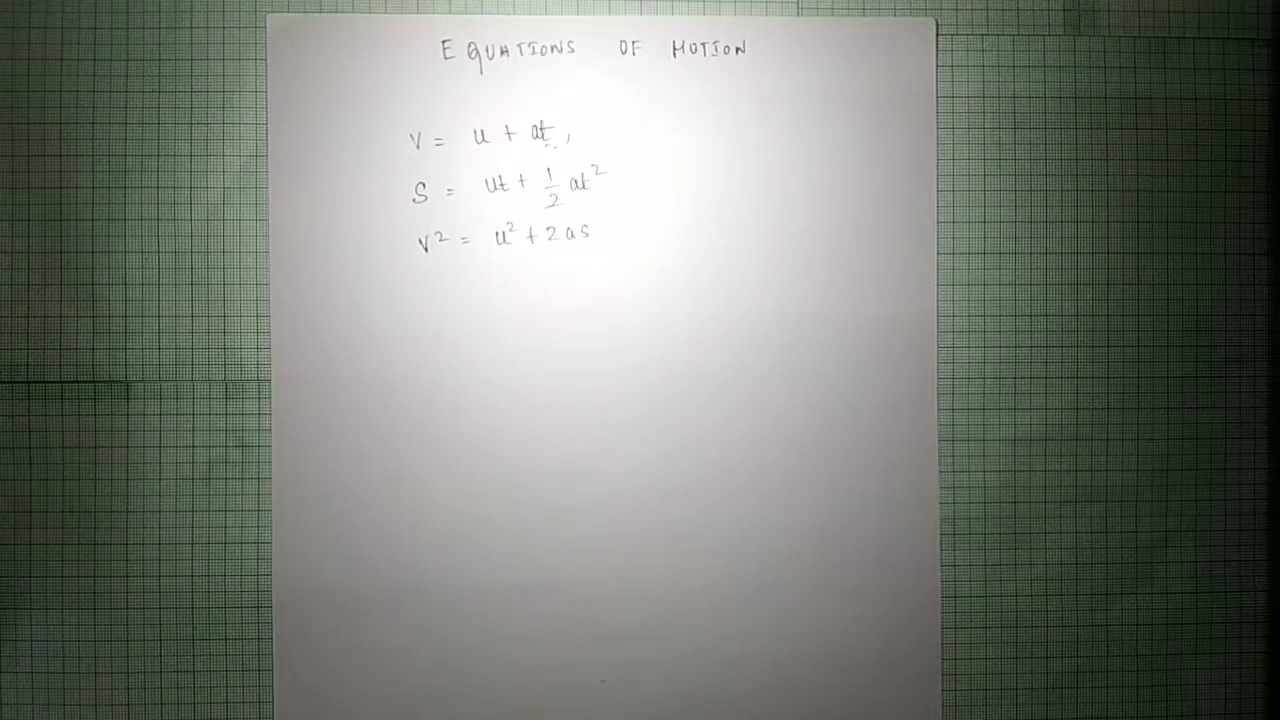 EQUATIONS OF MOTION
V = u + at,
S = ut + 1/2 at²
V² = u² + 2as